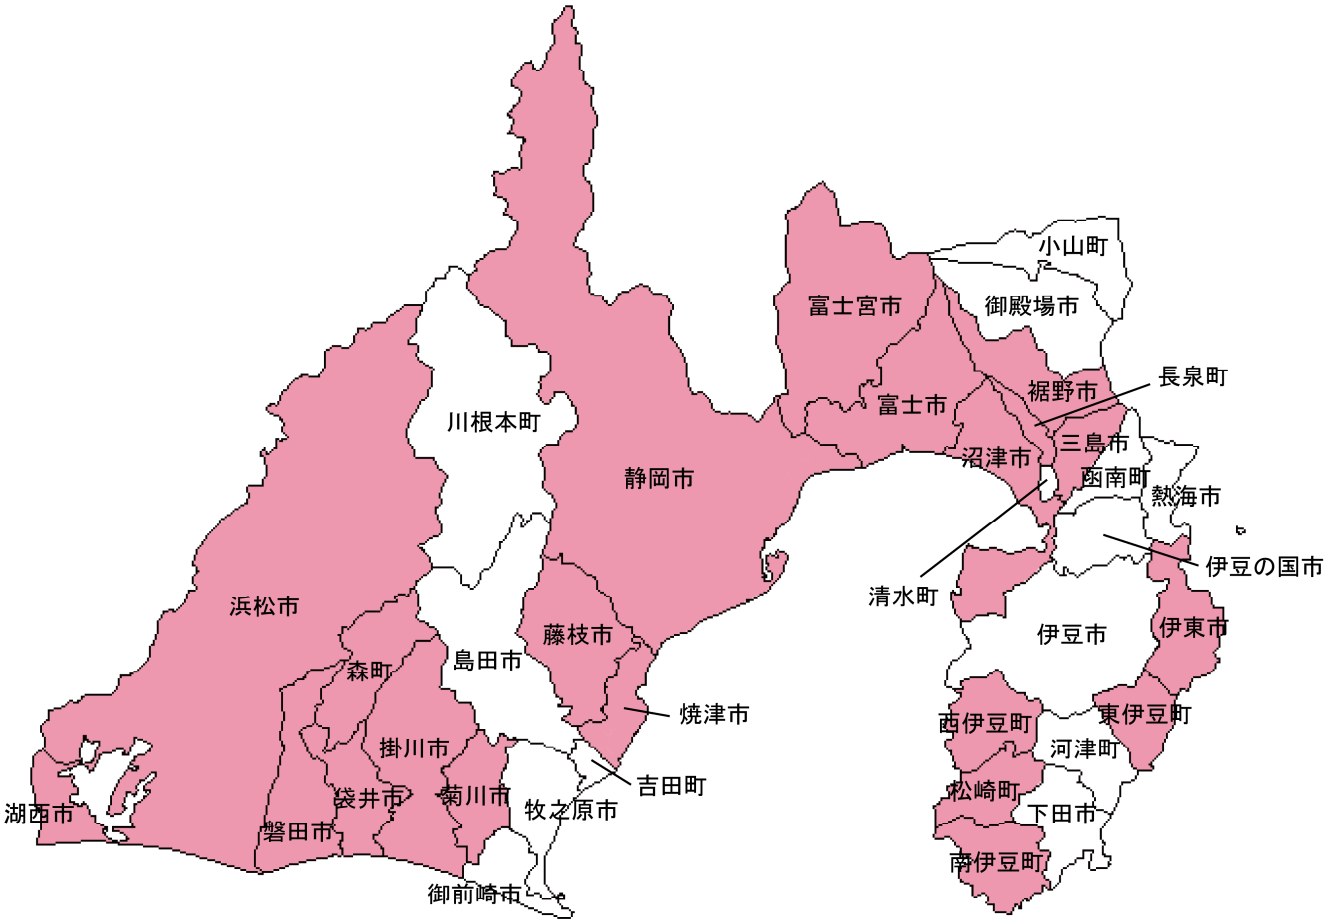 小山町
御殿場市
富士宮市
長泉町
裾野市
富士市
川根本町
三島市
沼津市
函南町
静岡市
熱海市
伊豆の国市
清水町
浜松市
伊東市
藤枝市
伊豆市
島田市
森町
焼津市
東伊豆町
西伊豆町
掛川市
河津町
吉田町
松崎町
袋井市
菊川市
牧之原市
湖西市
下田市
磐田市
南伊豆町
御前崎市